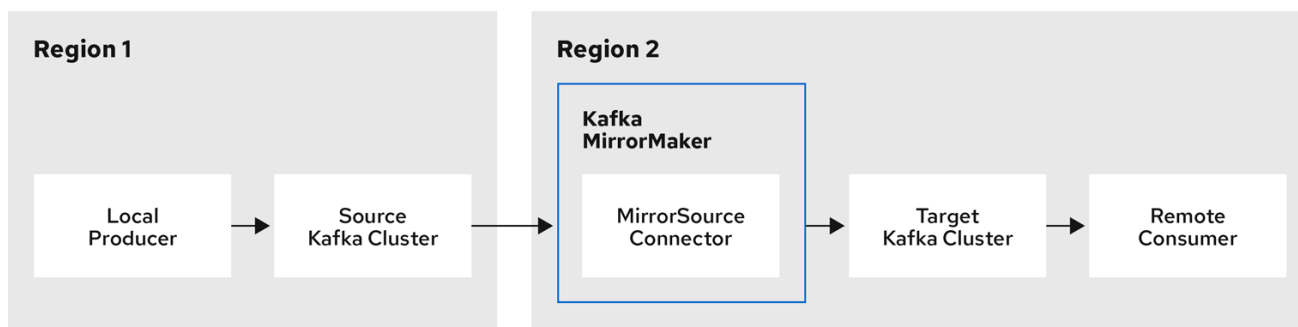 Region 1
Local
Producer
Source
Kafka Cluster
Region 2
Kafka
MirrorMaker
MirrorSource
Connector
Target
Kafka Cluster
Remote
Consumer